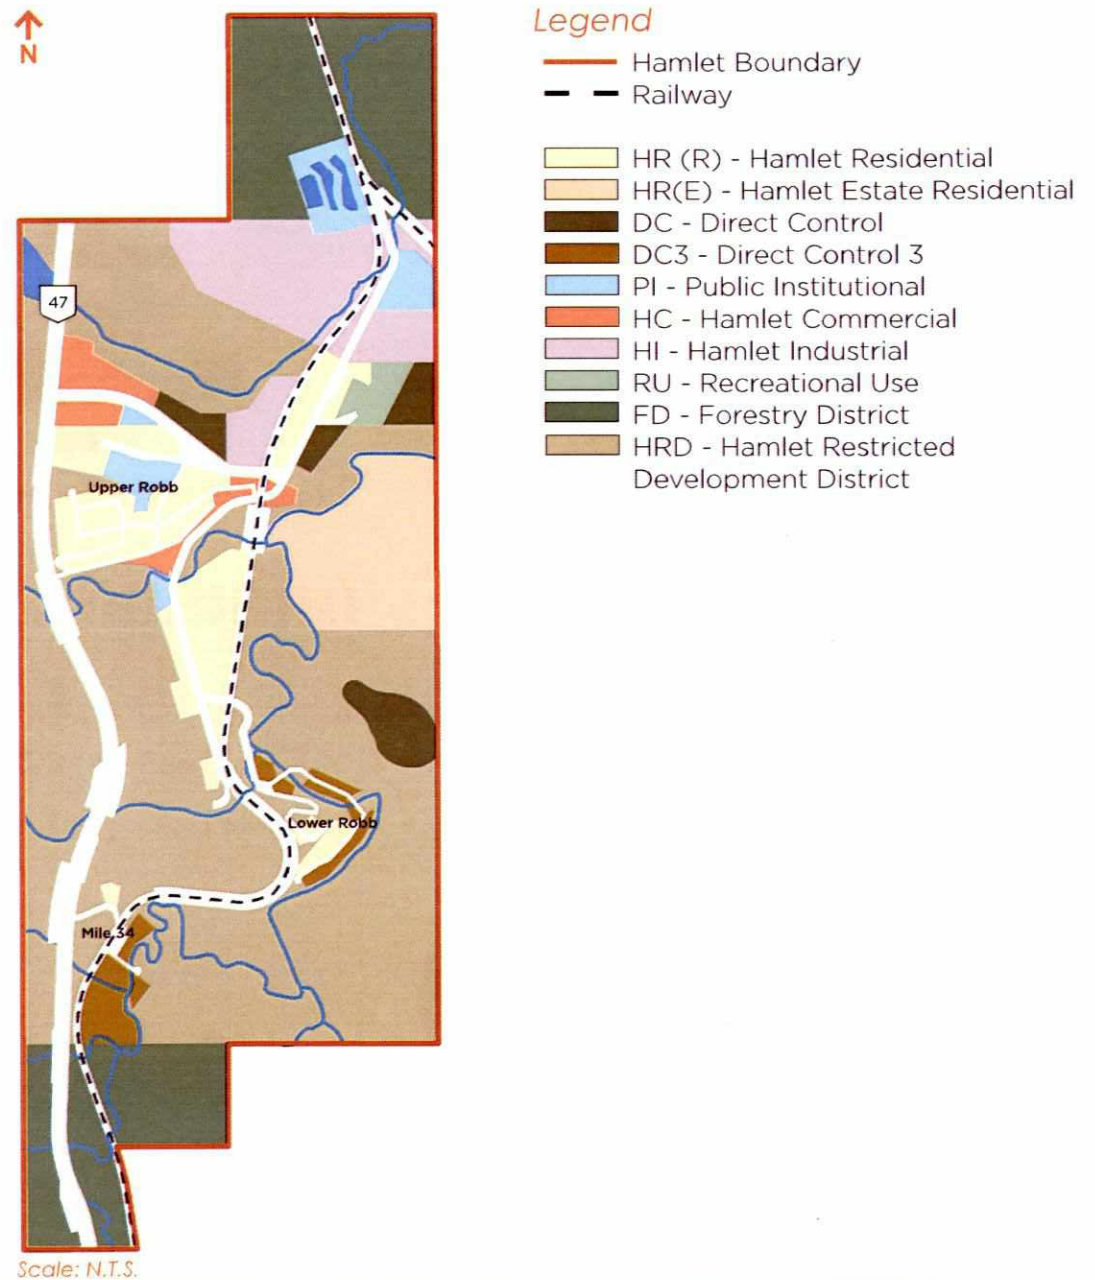 N
Legend
Hamlet Boundary
Railway
HR (R) - Hamlet Residential
HR(E) - Hamlet Estate Residential
DC - Direct Control
DC3 - Direct Control 3
PI - Public Institutional
HC - Hamlet Commercial
HI - Hamlet Industrial
RU - Recreational Use
FD - Forestry District
HRD - Hamlet Restricted
Development District
47
Upper Robb
Lower Robb
Mile 34
Scale: N.T.S.